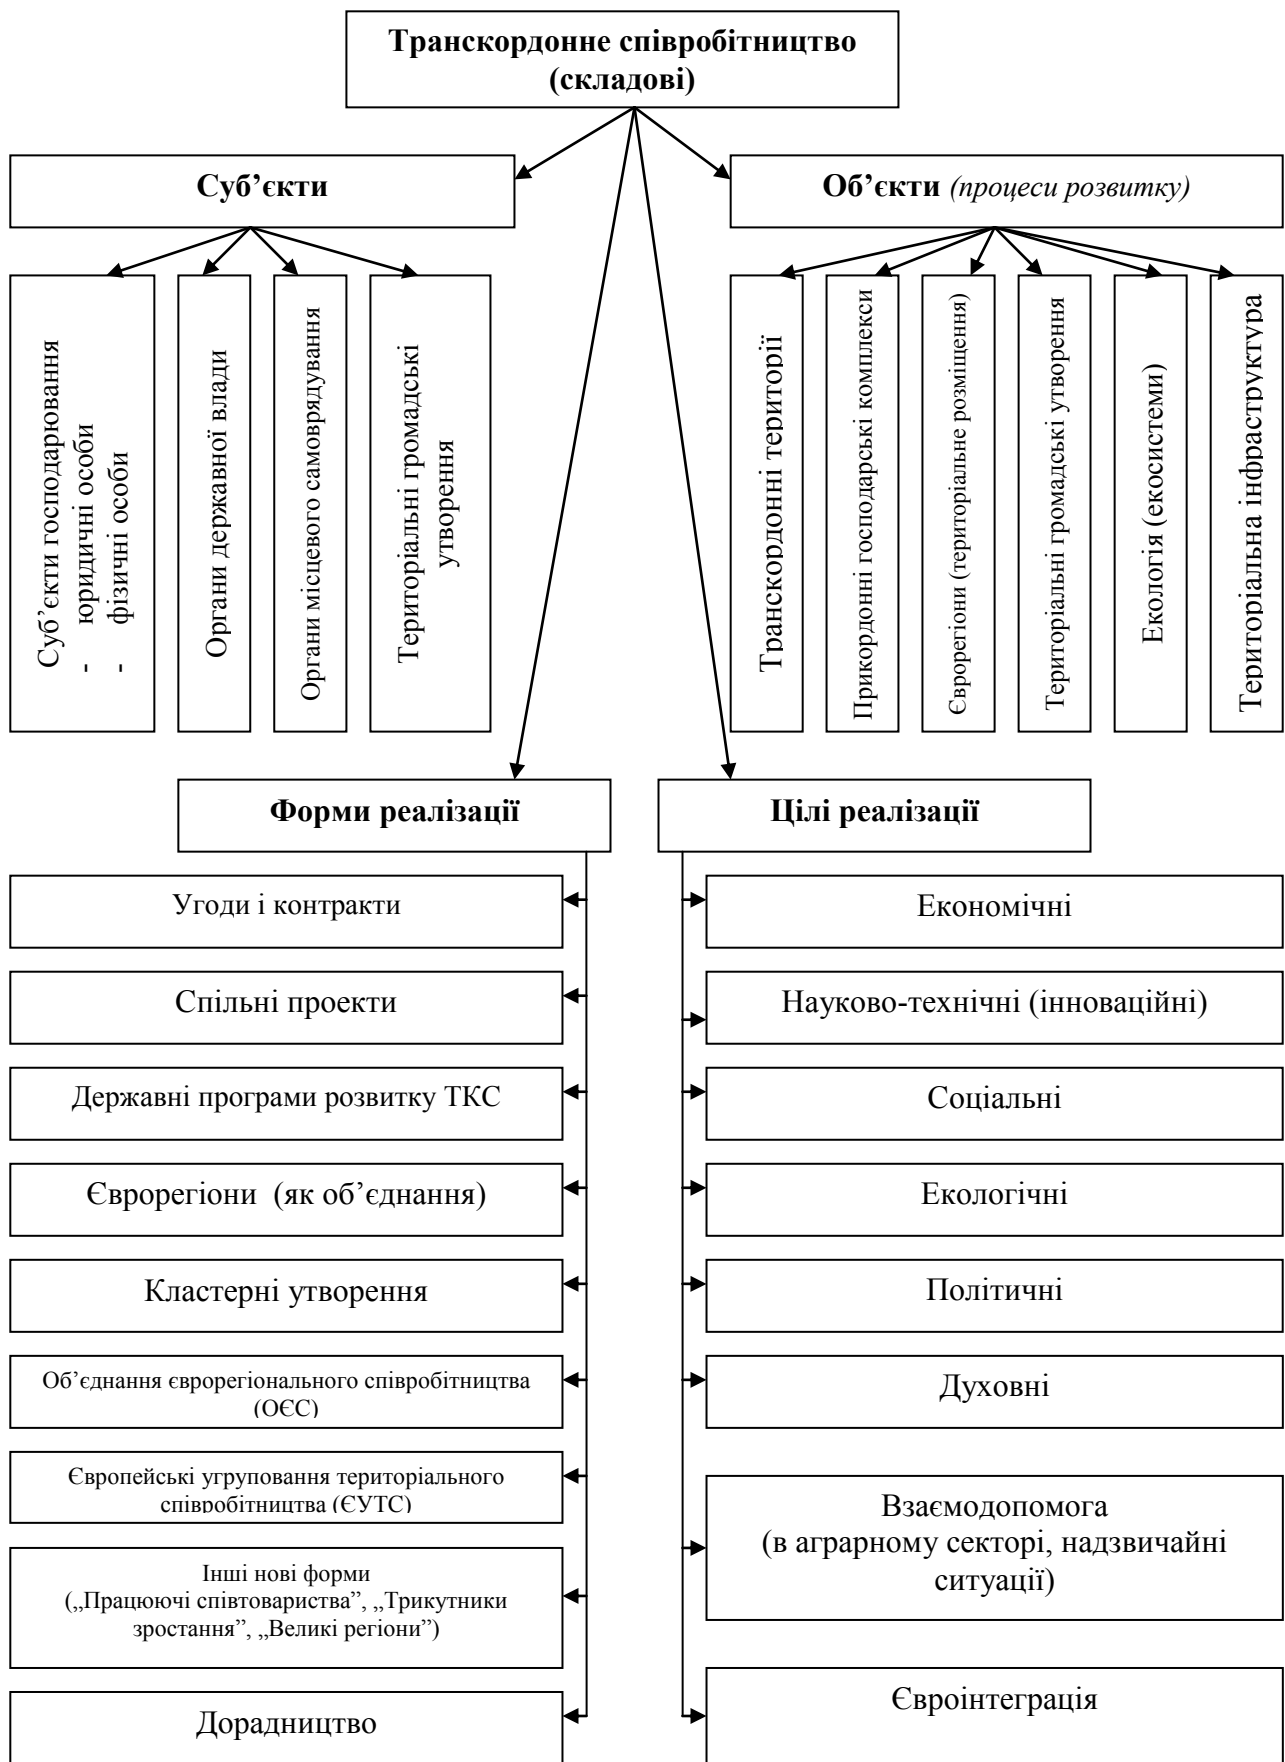 Транскордонне співробітництво
(складові)
Суб’єкти
Об’єкти (процеси розвитку)
Суб’єкти господарювання
- юридичні особи
- фізичні особи
Органи державної влади
Органи місцевого самоврядування
Територіальні громадські
утворення
Транскордонні території
Прикордонні господарські комплекси
Єврорегіони (територіальне розміщення)
Територіальні громадські утворення
Екологія (екосистеми)
Територіальна інфраструктура
Форми реалізації
Цілі реалізації
Угоди і контракти
Спільні проекти
Державні програми розвитку ТКС
Єврорегіони (як об’єднання)
Кластерні утворення
Об’єднання єврорегіонального співробітництва
(ОЄС)
Європейські угруповання територіального
співробітництва (ЄУТС)
Інші нові форми
(„Працюючі співтовариства”, „Трикутники
зростання”, „Великі регіони”)
Дорадництво
Економічні
Науково-технічні (інноваційні)
Соціальні
Екологічні
Політичні
Духовні
Взаємодопомога
(в аграрному секторі, надзвичайні
ситуації)
Євроінтеграція